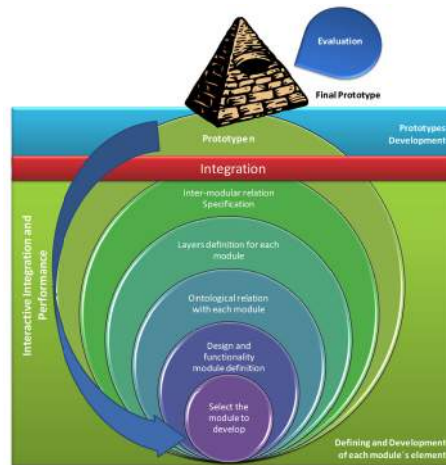 Evaluation
Final Prototype
Prototype n
Prototypes
Development
Integration
Inter-modular relation
Specification
Layers definition for each
module
Ontological relation
with each module
Design and
functionality
module definition
Select the
module to
develop
Interactive Integration and
Performance
Defining and Development
of each module´s element